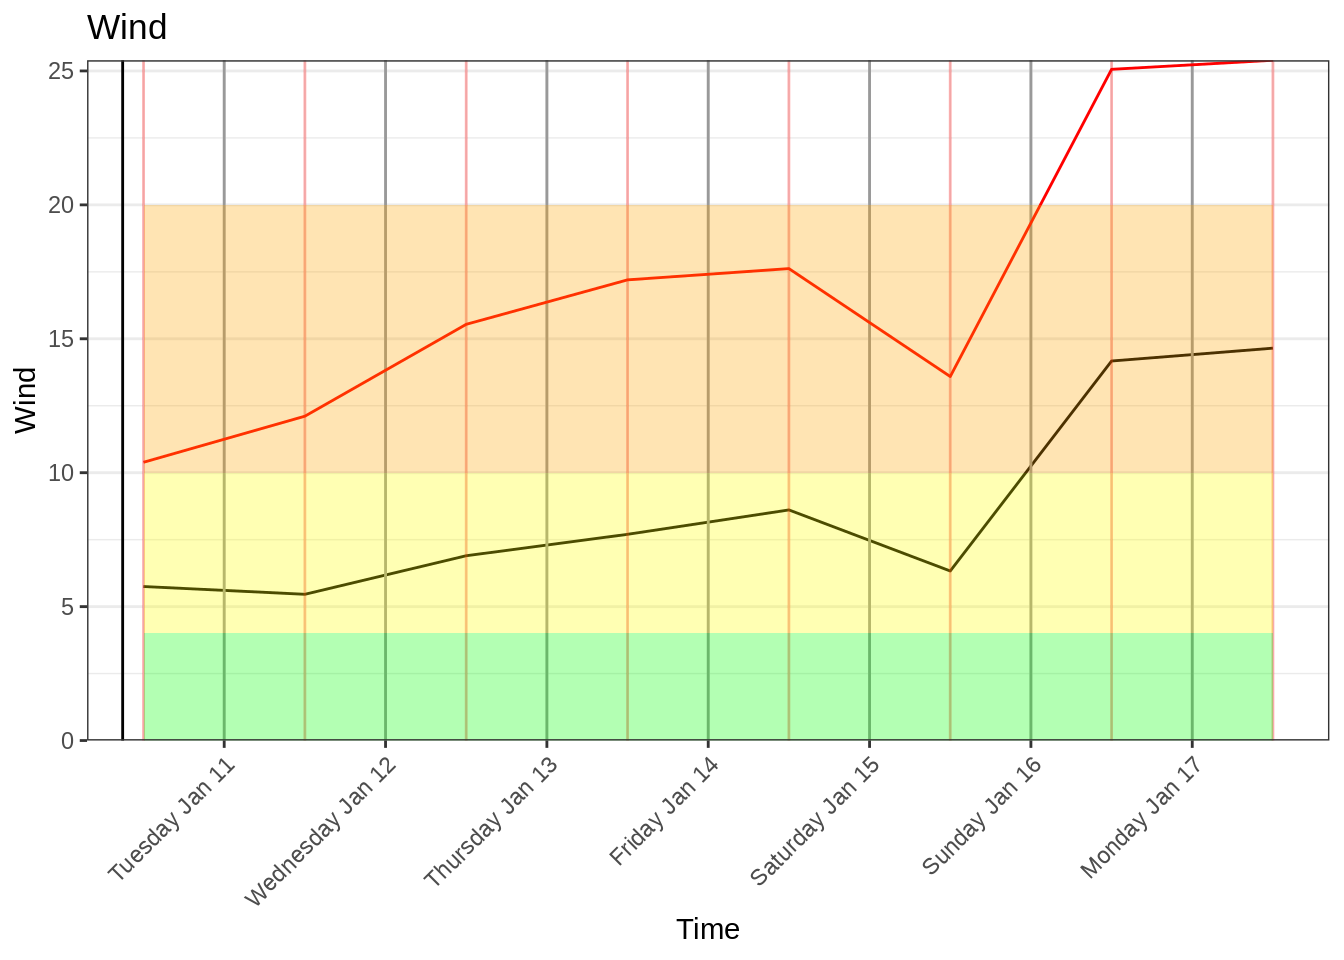 Wind
25
20
15
10
5
0
Wind
Tuesday Jan 11
Wednesday Jan 12
Thursday Jan 13
Friday Jan 14
Saturday Jan 15
Sunday Jan 16
Monday Jan 17
Time